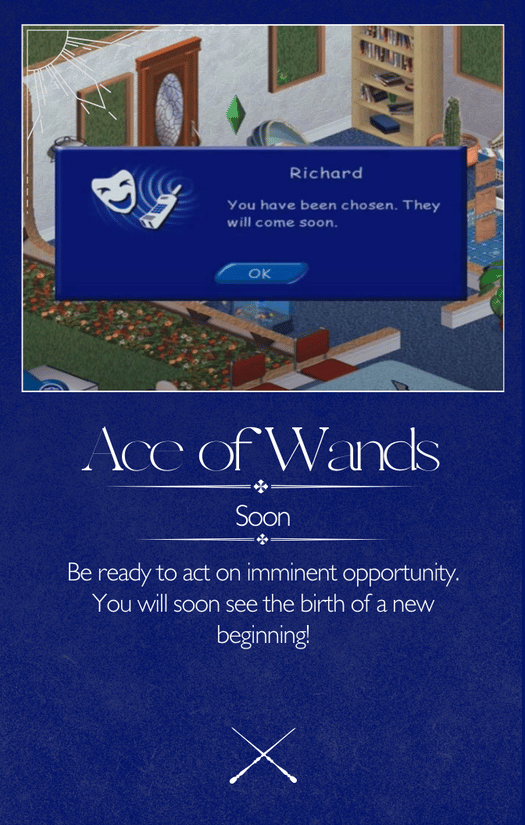 Richard
You have been chosen. They
will come soon.
OK
Ace of Wands
Soon
Be ready to act on imminent opportunity.
You will soon see the birth of a new
beginning!